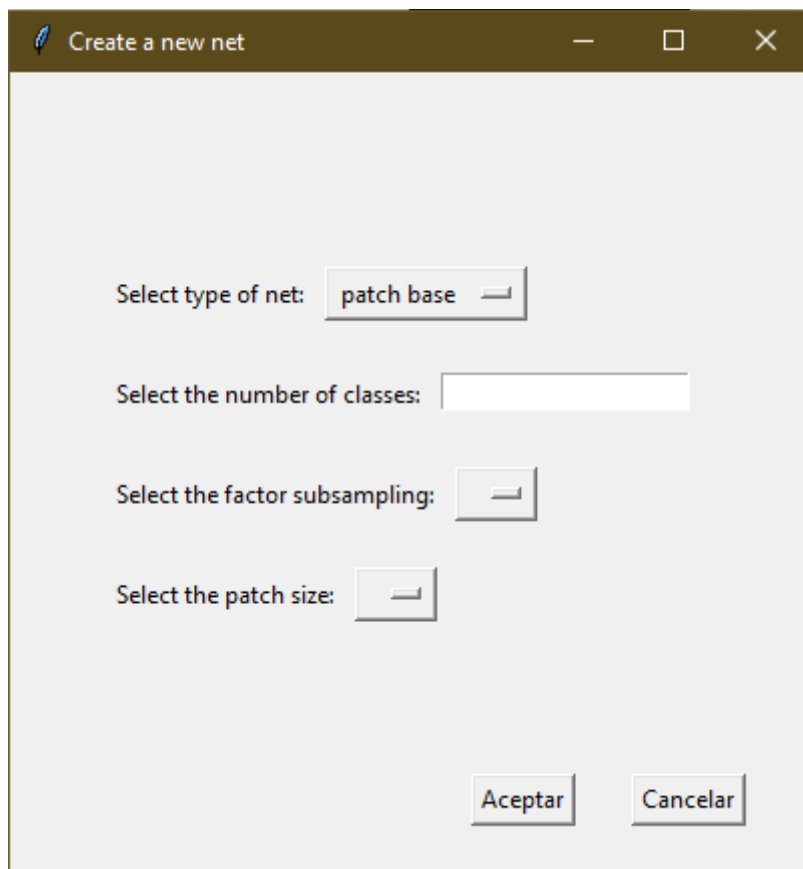 Create a new net
Select type of net: patch base
Select the number of classes:
Select the factor subsampling:
Select the patch size:
Aceptar Cancelar